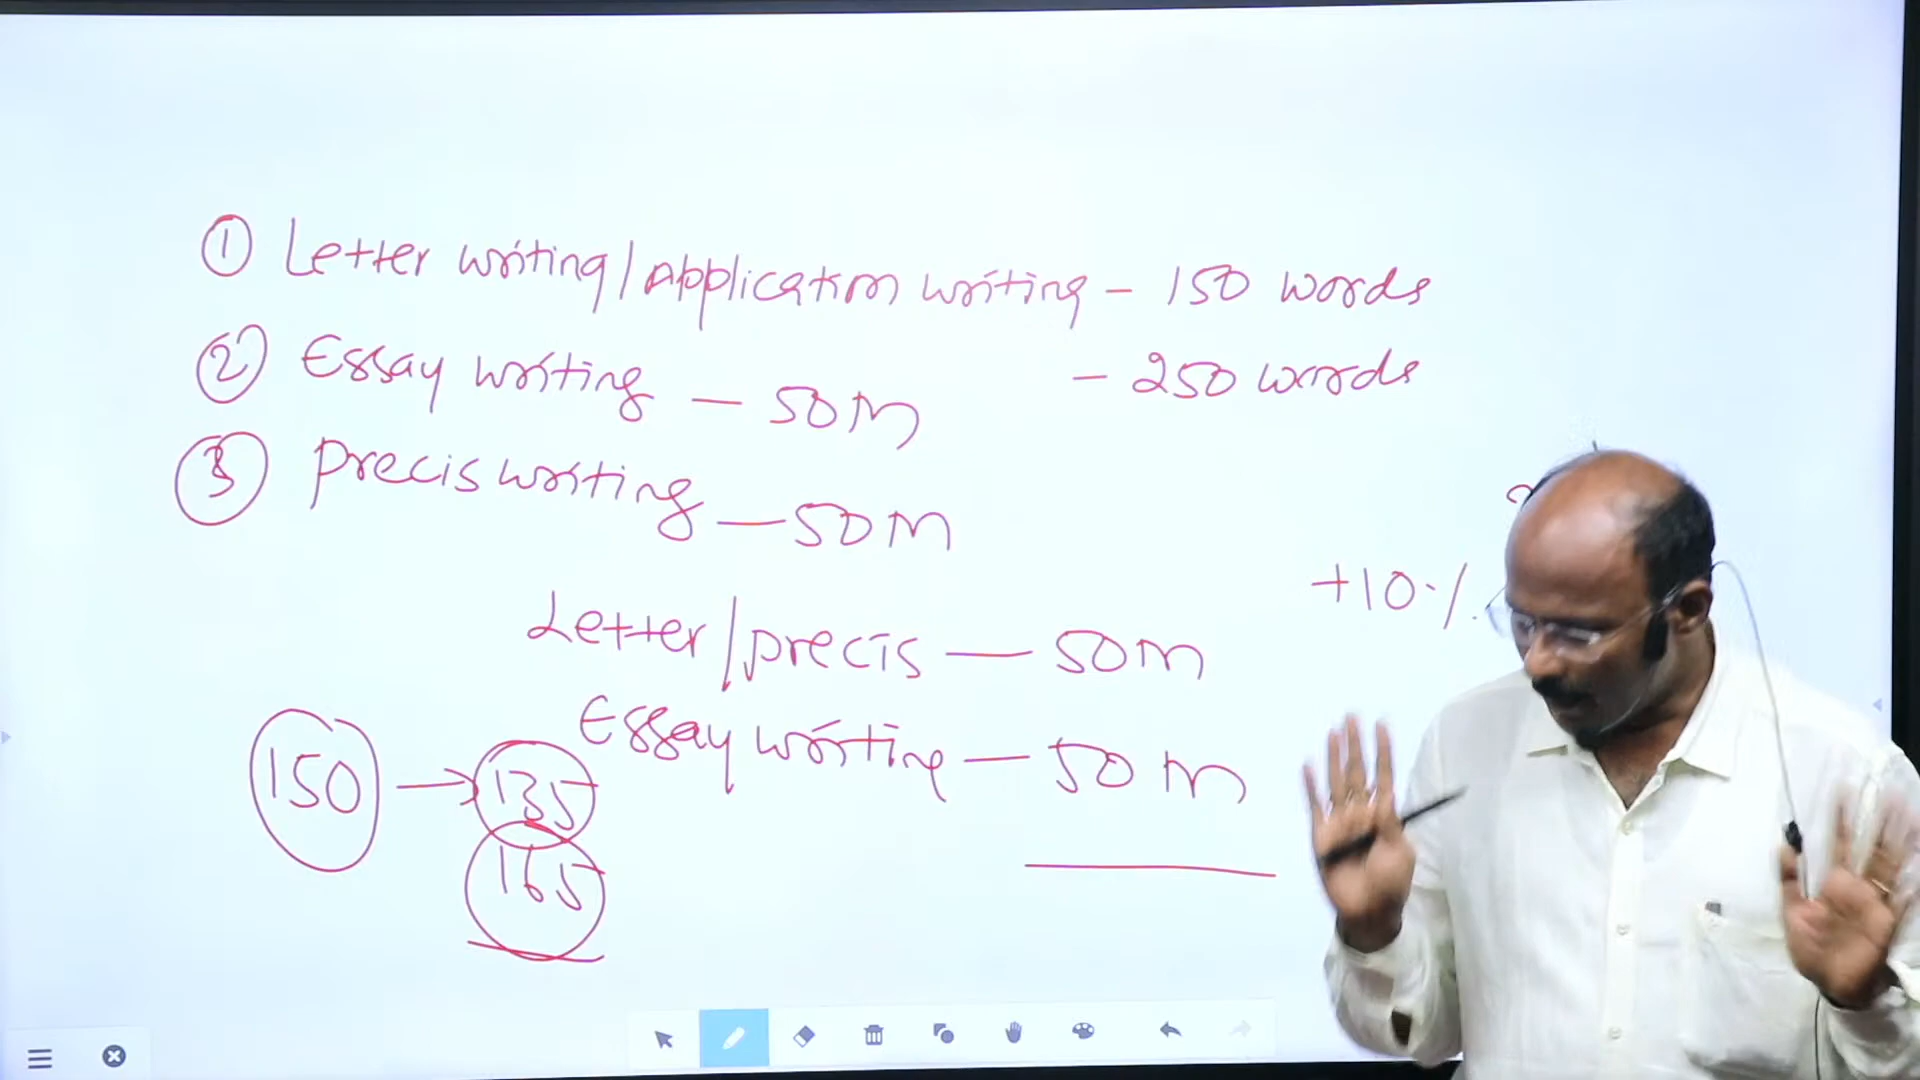 ① Letter writing/Application writing – 150 words
② Essay writing – 50M – 250 words
③ Precis writing – 50M
+10%
Letter/precis – 50m
Essay writing – 50m
150 → 135
165